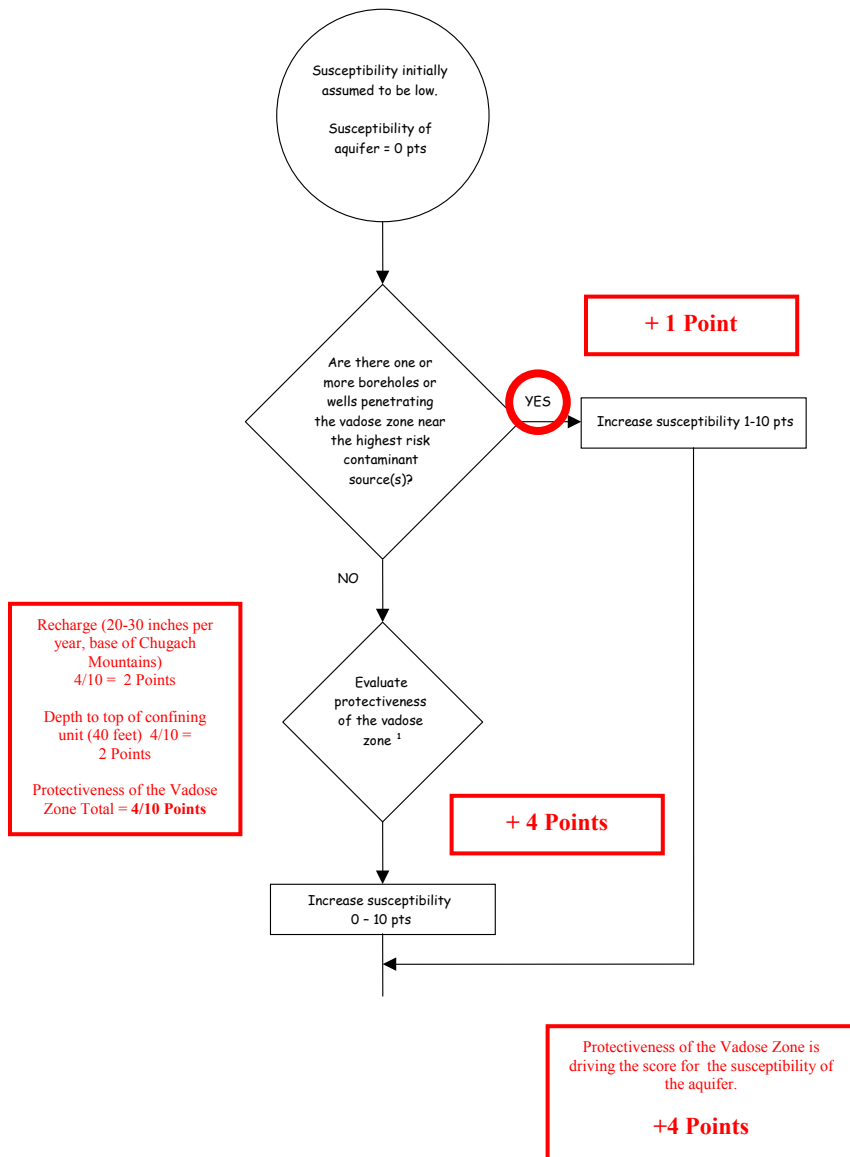 Susceptibility initially
assumed to be low.
Susceptibility of
aquifer = 0 pts
+ 1 Point
Are there one or
more boreholes or
wells penetrating
the vadose zone near
the highest risk
contaminant
source(s)?
YES
Increase susceptibility 1-10 pts
NO
Recharge (20-30 inches per
year, base of Chugach
Mountains)
4/10 = 2 Points
Depth to top of confining
unit (40 feet) 4/10 =
2 Points
Protectiveness of the Vadose
Zone Total = 4/10 Points
Evaluate
protectiveness
of the vadose
zone ¹
+ 4 Points
Increase susceptibility
0 – 10 pts
Protectiveness of the Vadose Zone is
driving the score for the susceptibility of
the aquifer.
+4 Points